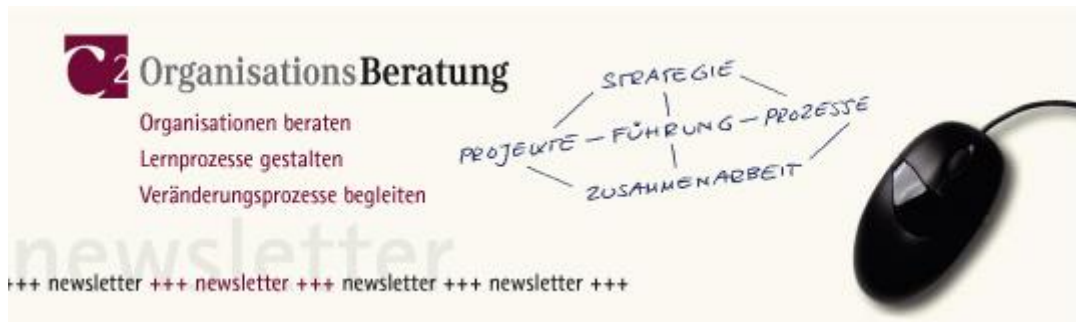 C2 OrganisationsBeratung
Organisationen beraten
Lernprozesse gestalten
Veränderungsprozesse begleiten
STRATEGIE
PROJEKTE – FÜHRUNG – PROZESSE
ZUSAMMENARBEIT
newsletter
+++ newsletter +++ newsletter +++ newsletter +++ newsletter +++